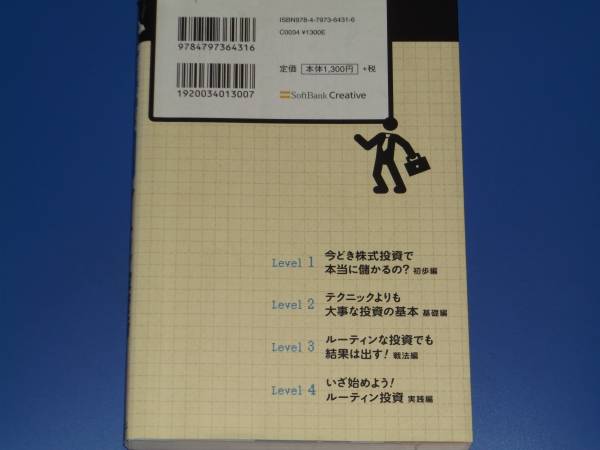 ISBN978-4-7973-6431-6
C0034 ¥1300E
9784797364316
定価 本体1,300円 +税
1920034013007
SoftBank Creative
Level 1 今どき株式投資で
本当に儲かるの? 初歩編
Level 2 テクニックよりも
大事な投資の基本 基礎編
Level 3 ルーティンな投資でも
結果は出す! 戦法編
Level 4 いざ始めよう!
ルーティン投資 実践編